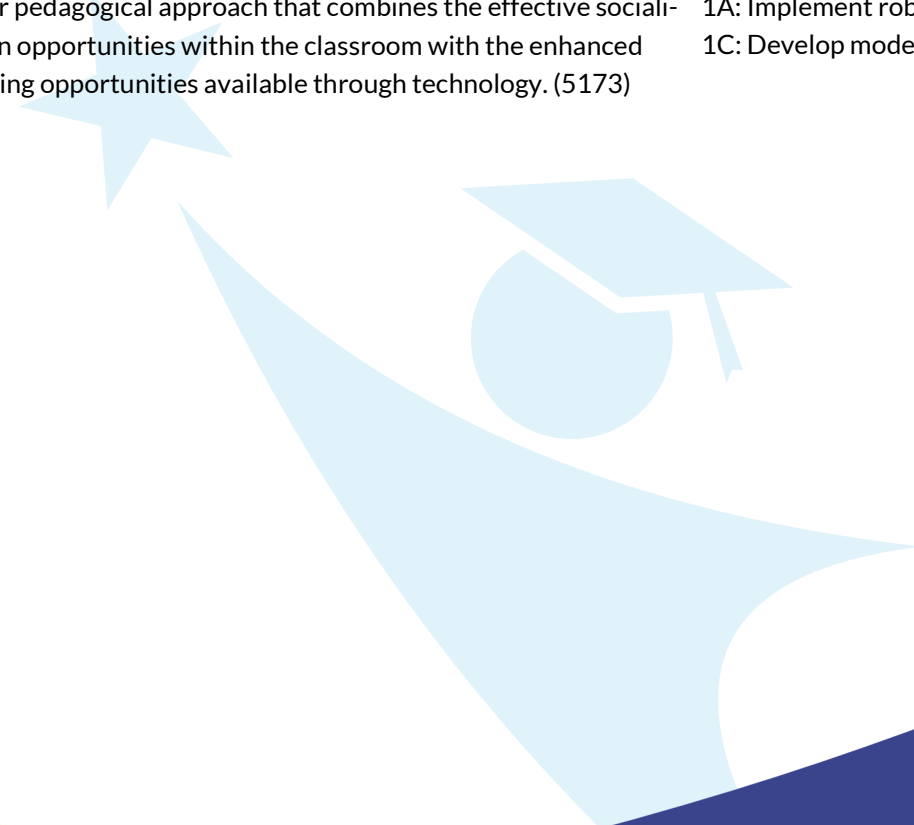 r pedagogical approach that combines the effective sociali-
n opportunities within the classroom with the enhanced
ing opportunities available through technology. (5173)
1A: Implement rob
1C: Develop mode